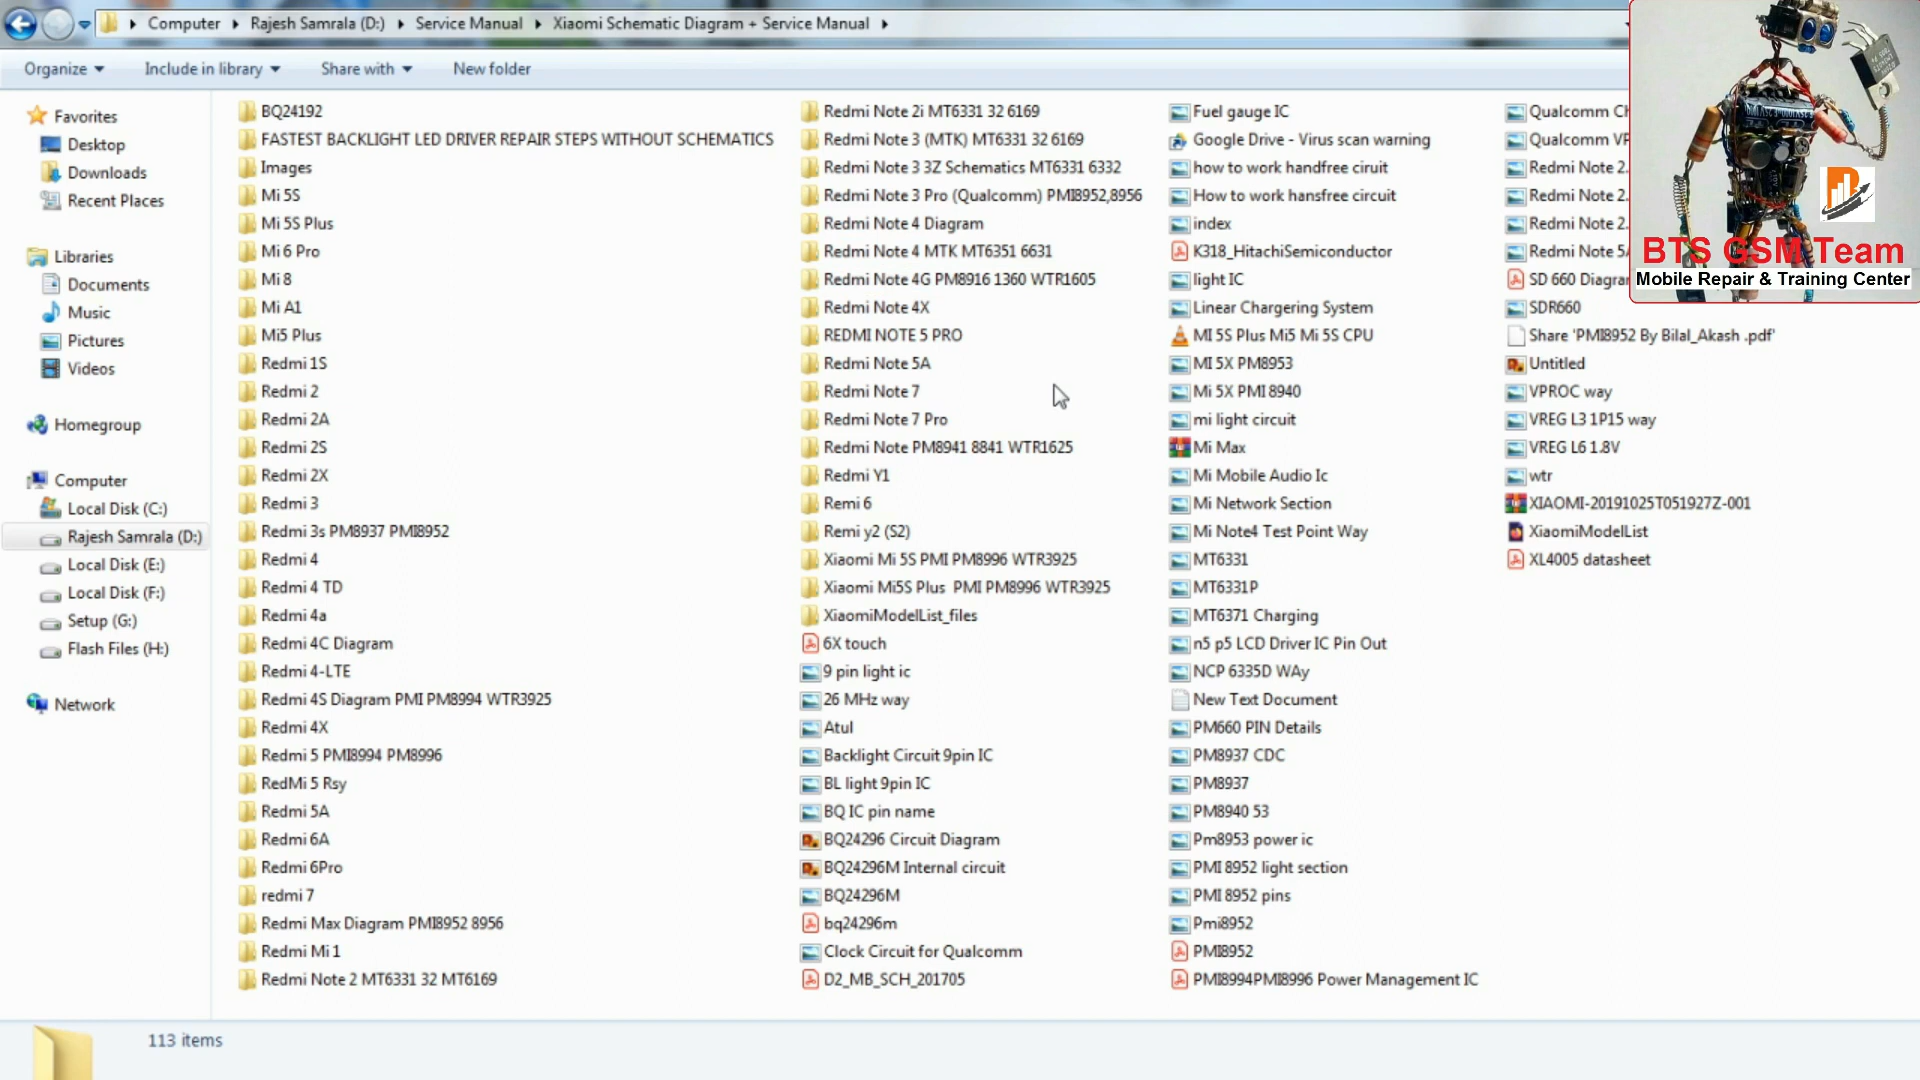 Computer Rajesh Samrala (D:) Service Manual Xiaomi Schematic Diagram + Service Manual
Organize Include in library Share with New folder
Favorites
Desktop
Downloads
Recent Places
Libraries
Documents
Music
Pictures
Videos
Homegroup
Computer
Local Disk (C:)
Rajesh Samrala (D:)
Local Disk (E:)
Local Disk (F:)
Setup (G:)
Flash Files (H:)
Network
BQ24192
FASTEST BACKLIGHT LED DRIVER REPAIR STEPS WITHOUT SCHEMATICS
Images
Mi 5S
Mi 5S Plus
Mi 6 Pro
Mi 8
Mi A1
Mi5 Plus
Redmi 1S
Redmi 2
Redmi 2A
Redmi 2S
Redmi 2X
Redmi 3
Redmi 3s PM8937 PMI8952
Redmi 4
Redmi 4 TD
Redmi 4a
Redmi 4C Diagram
Redmi 4-LTE
Redmi 4S Diagram PMI PM8994 WTR3925
Redmi 4X
Redmi 5 PMI8994 PM8996
RedMi 5 Rsy
Redmi 5A
Redmi 6A
Redmi 6Pro
redmi 7
Redmi Max Diagram PMI8952 8956
Redmi Mi 1
Redmi Note 2 MT6331 32 MT6169
Redmi Note 2i MT6331 32 6169
Redmi Note 3 (MTK) MT6331 32 6169
Redmi Note 3 3Z Schematics MT6331 6332
Redmi Note 3 Pro (Qualcomm) PMI8952,8956
Redmi Note 4 Diagram
Redmi Note 4 MTK MT6351 6631
Redmi Note 4G PM8916 1360 WTR1605
Redmi Note 4X
REDMI NOTE 5 PRO
Redmi Note 5A
Redmi Note 7
Redmi Note 7 Pro
Redmi Note PM8941 8841 WTR1625
Redmi Y1
Remi 6
Remi y2 (S2)
Xiaomi Mi 5S PMI PM8996 WTR3925
Xiaomi Mi5S Plus  PMI PM8996 WTR3925
XiaomiModelList_files
6X touch
9 pin light ic
26 MHz way
Atul
Backlight Circuit 9pin IC
BL light 9pin IC
BQ IC pin name
BQ24296 Circuit Diagram
BQ24296M Internal circuit
BQ24296M
bq24296m
Clock Circuit for Qualcomm
D2_MB_SCH_201705
Fuel gauge IC
Google Drive - Virus scan warning
how to work handfree ciruit
How to work hansfree circuit
index
K318_HitachiSemiconductor
light IC
Linear Chargering System
MI 5S Plus Mi5 Mi 5S CPU
MI 5X PM8953
Mi 5X PMI 8940
mi light circuit
Mi Max
Mi Mobile Audio Ic
Mi Network Section
Mi Note4 Test Point Way
MT6331
MT6331P
MT6371 Charging
n5 p5 LCD Driver IC Pin Out
NCP 6335D WAy
New Text Document
PM660 PIN Details
PM8937 CDC
PM8937
PM8940 53
Pm8953 power ic
PMI 8952 light section
PMI 8952 pins
Pmi8952
PMI8952
PMI8994PMI8996 Power Management IC
Qualcomm
Qualcomm
Redmi Note 2.
Redmi Note 2.
Redmi Note 2.
Redmi Note 5A
SD 660
SDR660
Share 'PMI8952 By Bilal_Akash .pdf'
Untitled
VPROC way
VREG L3 1P15 way
VREG L6 1.8V
wtr
XIAOMI-20191025T051927Z-001
XiaomiModelList
XL4005 datasheet
BTS GSM Team
Mobile Repair & Training Center
113 items